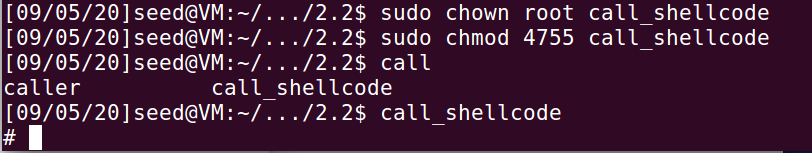 [09/05/20]seed@VM:~/.../2.2$ sudo chown root call_shellcode
[09/05/20]seed@VM:~/.../2.2$ sudo chmod 4755 call_shellcode
[09/05/20]seed@VM:~/.../2.2$ call
caller          call_shellcode
[09/05/20]seed@VM:~/.../2.2$ call_shellcode
#